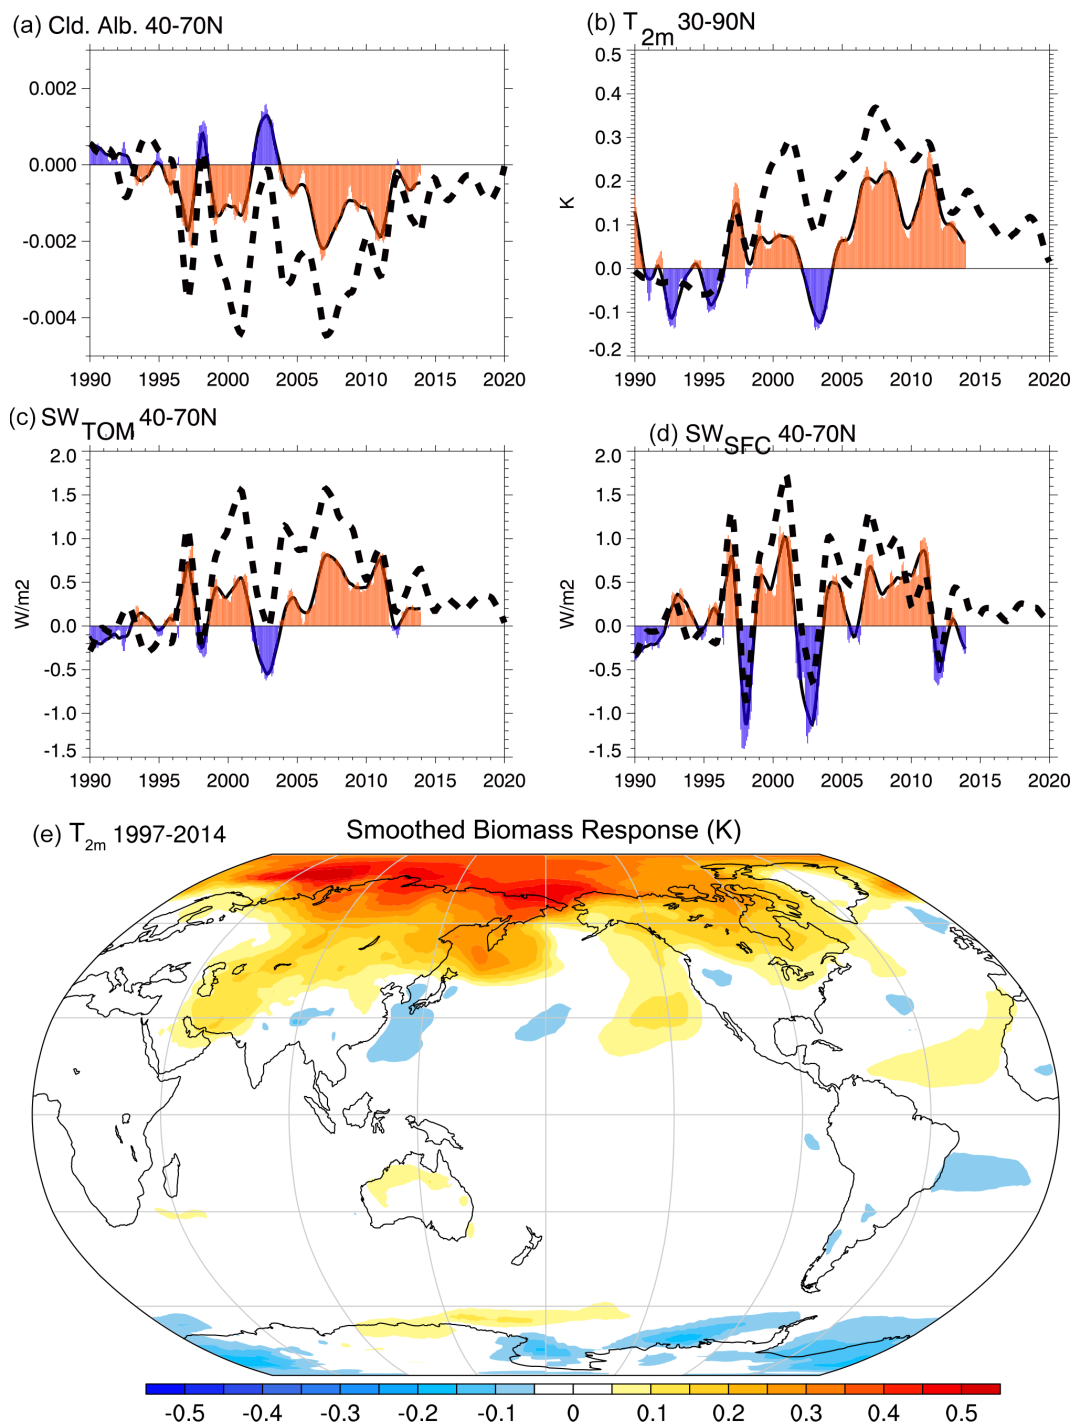 (a) Cld. Alb. 40-70N
0.002
0.000
-0.002
-0.004
1990 1995 2000 2005 2010 2015 2020
(b) T2m 30-90N
K
0.5
0.4
0.3
0.2
0.1
0.0
-0.1
-0.2
1990 1995 2000 2005 2010 2015 2020
(c) SWTOM 40-70N
W/m2
2.0
1.5
1.0
0.5
0.0
-0.5
-1.0
-1.5
1990 1995 2000 2005 2010 2015 2020
(d) SWSFC 40-70N
W/m2
2.0
1.5
1.0
0.5
0.0
-0.5
-1.0
-1.5
1990 1995 2000 2005 2010 2015 2020
(e) T2m 1997-2014 Smoothed Biomass Response (K)
-0.5 -0.4 -0.3 -0.2 -0.1 0 0.1 0.2 0.3 0.4 0.5